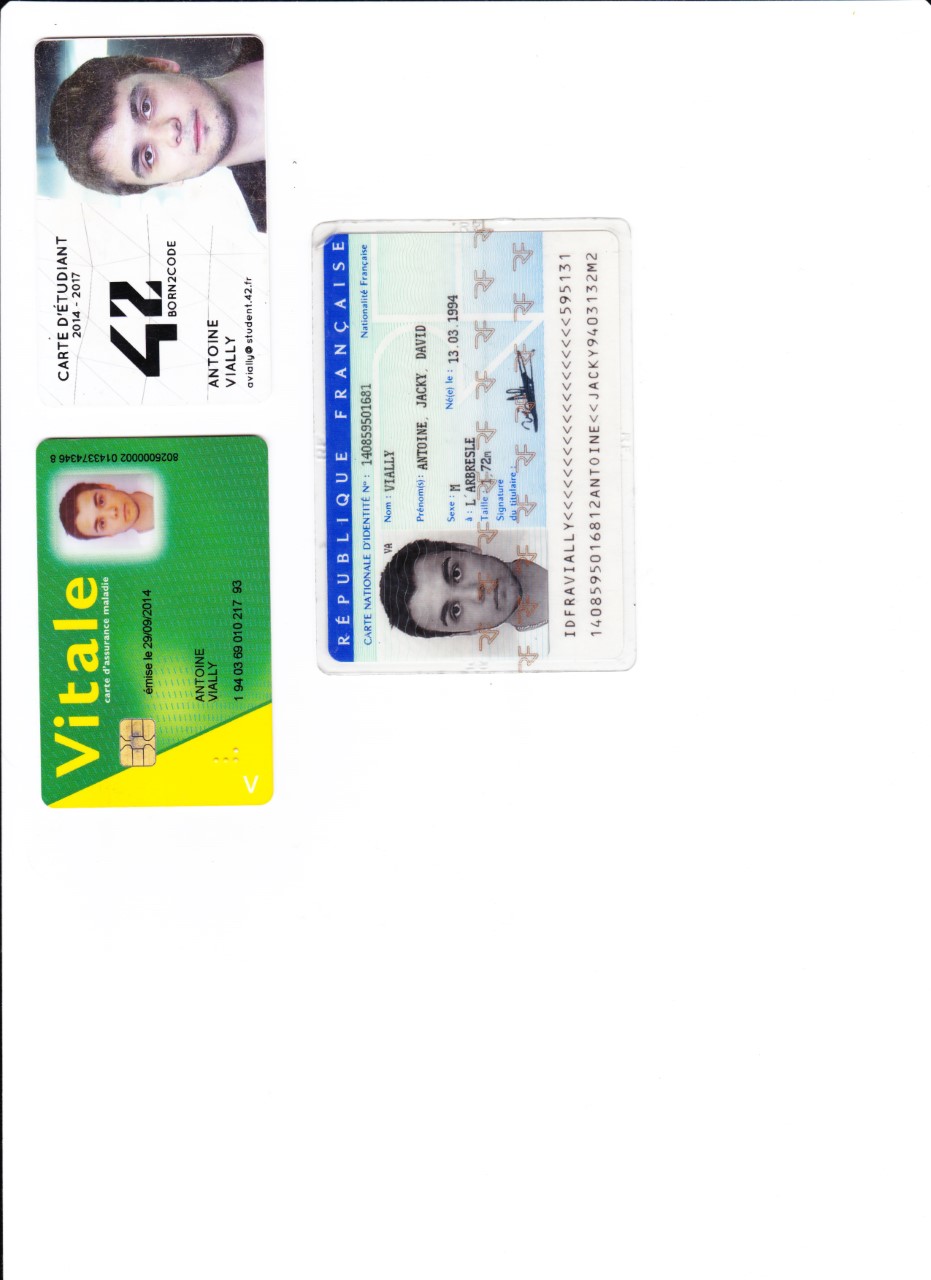 CARTE D'ÉTUDIANT
2014 - 2017
42
BORN2CODE
ANTOINE
VIALLY
avially@student.42.fr
8025000002 0143374346 8
Vitale
carte d'assurance maladie
émise le 29/09/2014
ANTOINE
VIALLY
1 94 03 69 010 217 93
V
RÉPUBLIQUE FRANÇAISE
CARTE NATIONALE D'IDENTITÉ Nº : 140859501681 Nationalité Française
VA
Nom : VIALLY
Prénom(s) : ANTOINE, JACKY, DAVID
Sexe : M Né(e) le : 13.03.1994
à : L'ARBRESLE
Taille : 1,72m
Signature
du titulaire :
RF
IDFRAVIALLY<<<<<<<<<<<<<<<<<<<595131
1408595016812ANTOINE<<JACKY9403132M2